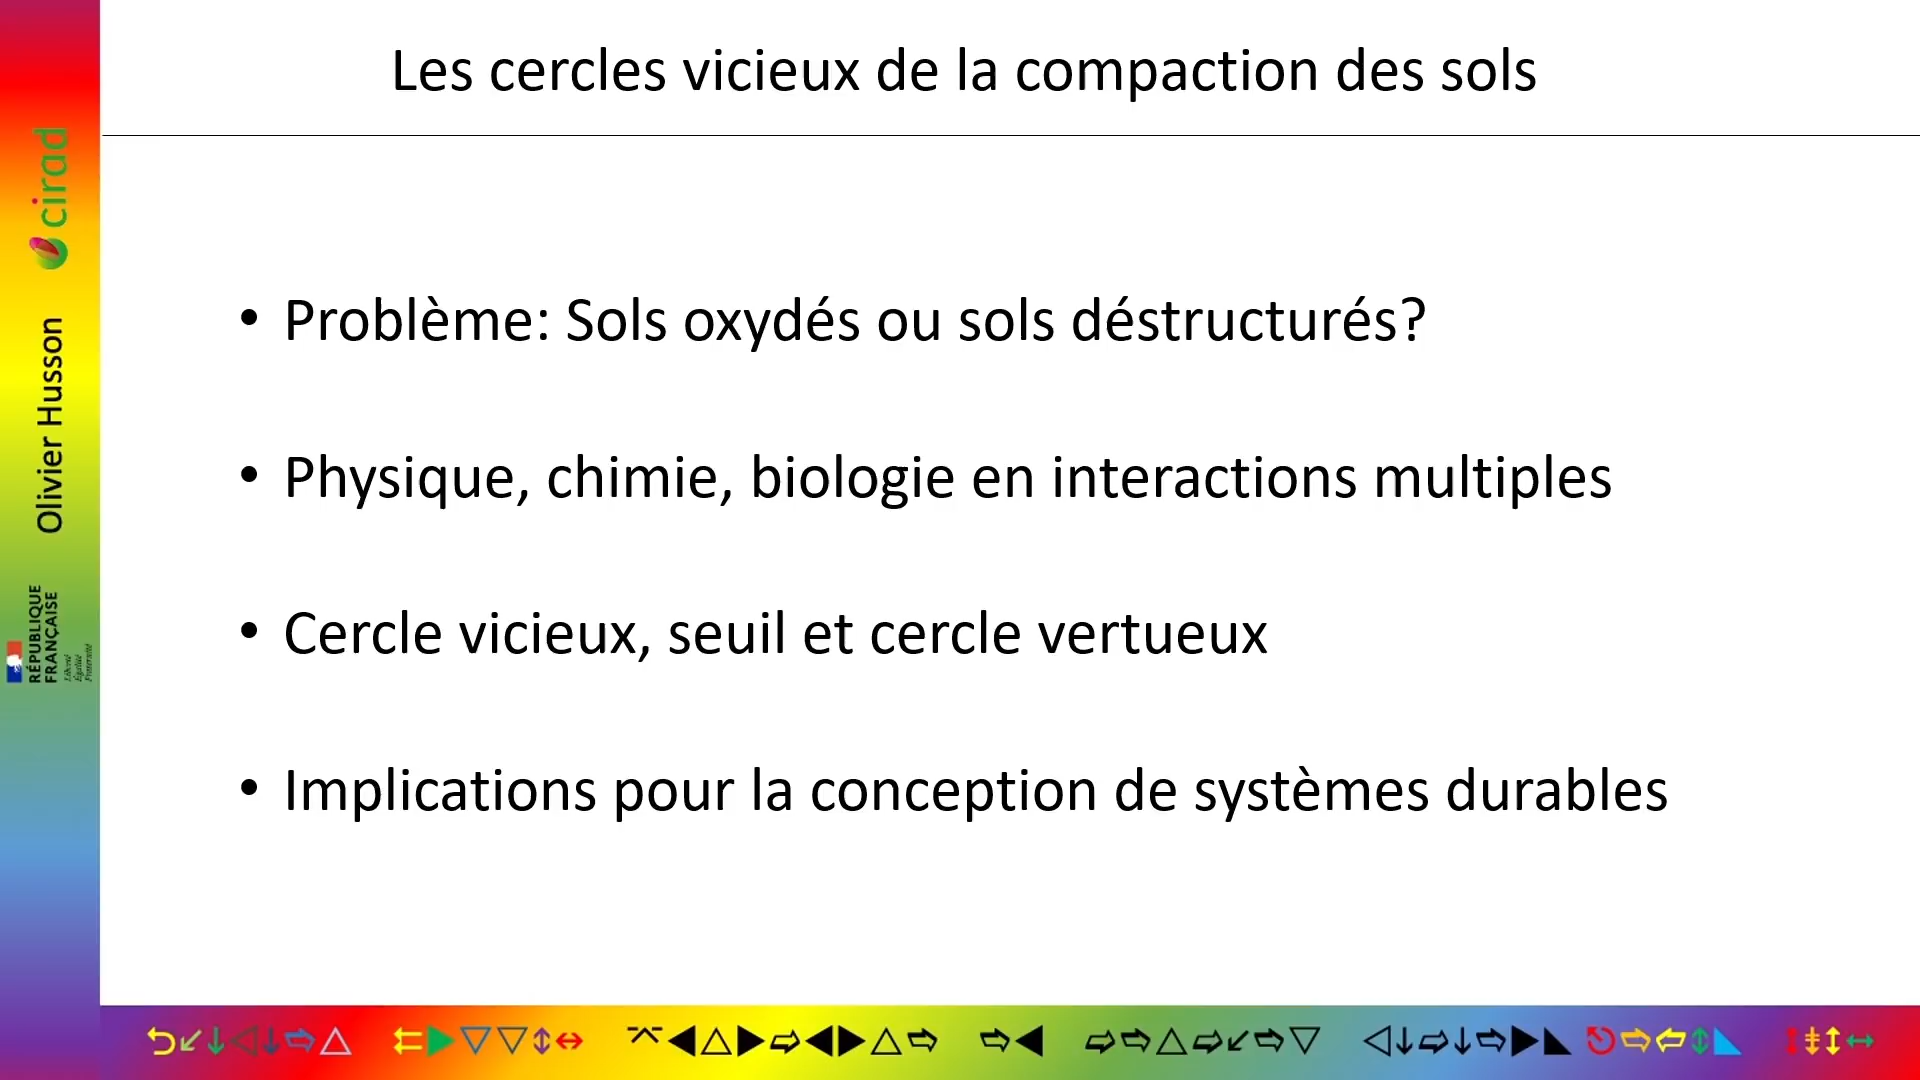 Les cercles vicieux de la compaction des sols
• Problème: Sols oxydés ou sols déstructurés?
• Physique, chimie, biologie en interactions multiples
• Cercle vicieux, seuil et cercle vertueux
• Implications pour la conception de systèmes durables
cirad
Olivier Husson
RÉPUBLIQUE
FRANÇAISE
Liberté
Égalité
Fraternité